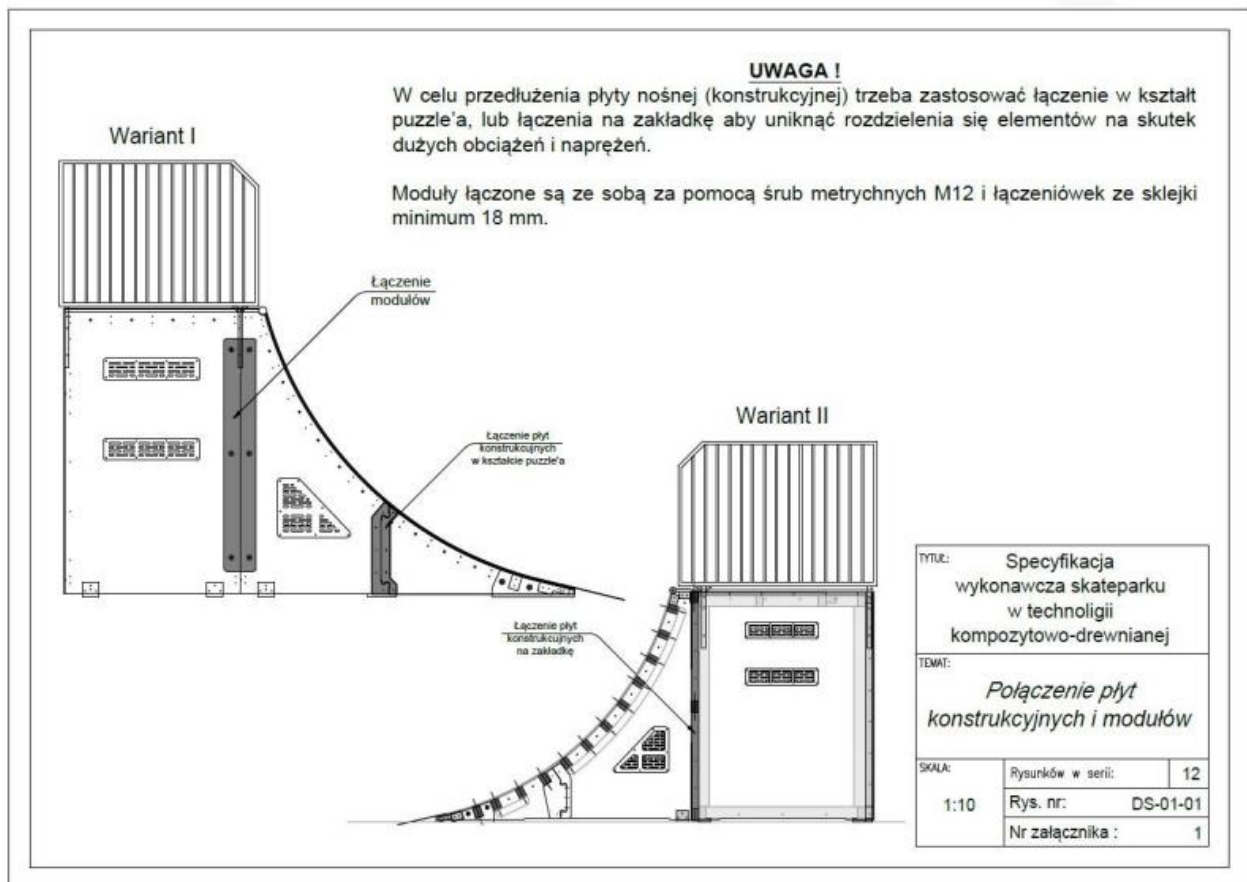 UWAGA !
W celu przedłużenia płyty nośnej (konstrukcyjnej) trzeba zastosować łączenie w kształt
puzzle'a, lub łączenia na zakładkę aby uniknąć rozdzielenia się elementów na skutek
dużych obciążeń i naprężeń.
Moduły łączone są ze sobą za pomocą śrub metrychnych M12 i łączeniówek ze sklejki
minimum 18 mm.
Wariant I
Łączenie
modułów
Łączenie płyt
konstrukcujnych
w kształcie puzzle'a
Wariant II
Łączenie płyt
konstrukcujnych
na zakładkę
TYTUŁ:
Specyfikacja
wykonawcza skateparku
w technoligii
kompozytowo-drewnianej
TEMAT:
Połączenie płyt
konstrukcyjnych i modułów
SKALA:
1:10
Rysunków w serii: 12
Rys. nr: DS-01-01
Nr załącznika : 1